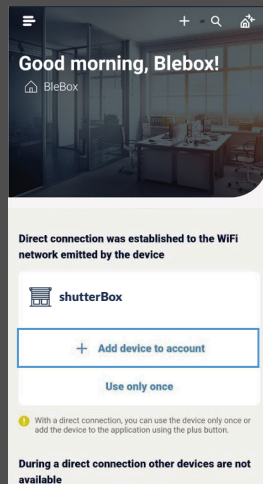 Good morning, Blebox!
BleBox
Direct connection was established to the WiFi
network emitted by the device
shutterBox
+ Add device to account
Use only once
With a direct connection, you can use the device only once or
add the device to the application using the plus button.
During a direct connection other devices are not
available